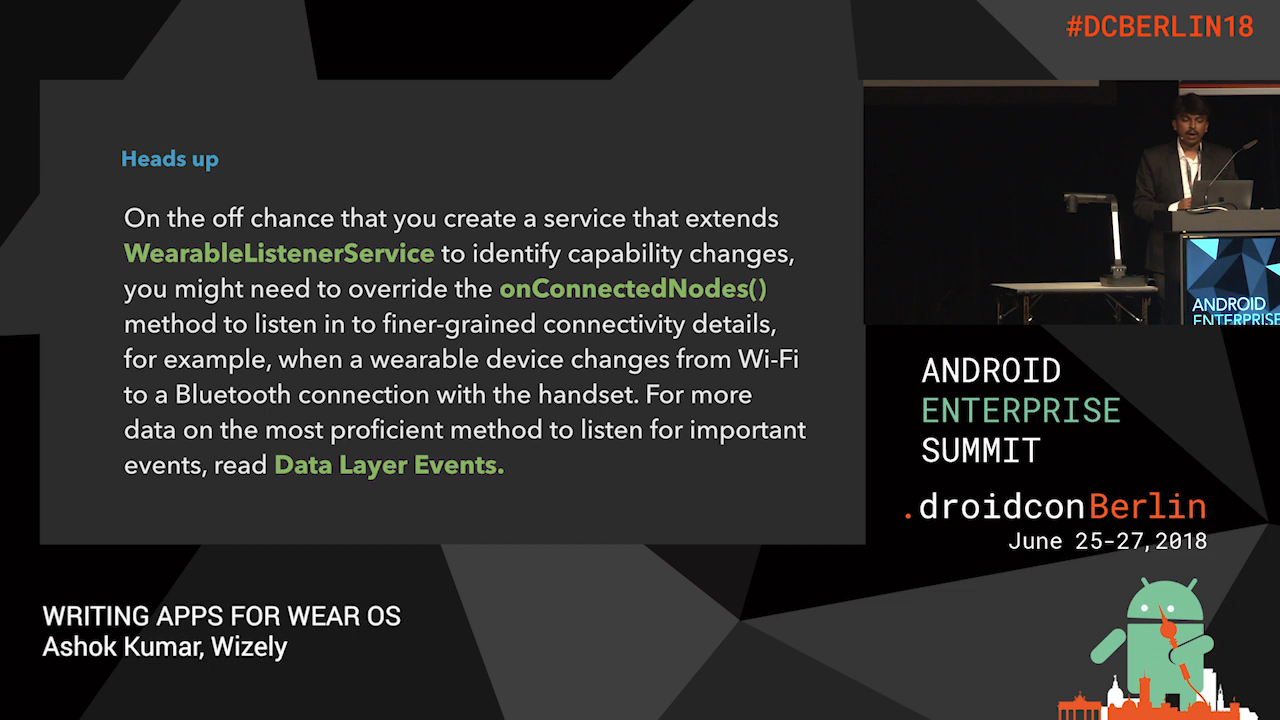 #DCBERLIN18
Heads up
On the off chance that you create a service that extends
WearableListenerService to identify capability changes,
you might need to override the onConnectedNodes()
method to listen in to finer-grained connectivity details,
for example, when a wearable device changes from Wi-Fi
to a Bluetooth connection with the handset. For more
data on the most proficient method to listen for important
events, read Data Layer Events.
ANDROID
ENTERPRISE
ANDROID
ENTERPRISE
SUMMIT
.droidconBerlin
June 25-27, 2018
WRITING APPS FOR WEAR OS
Ashok Kumar, Wizely